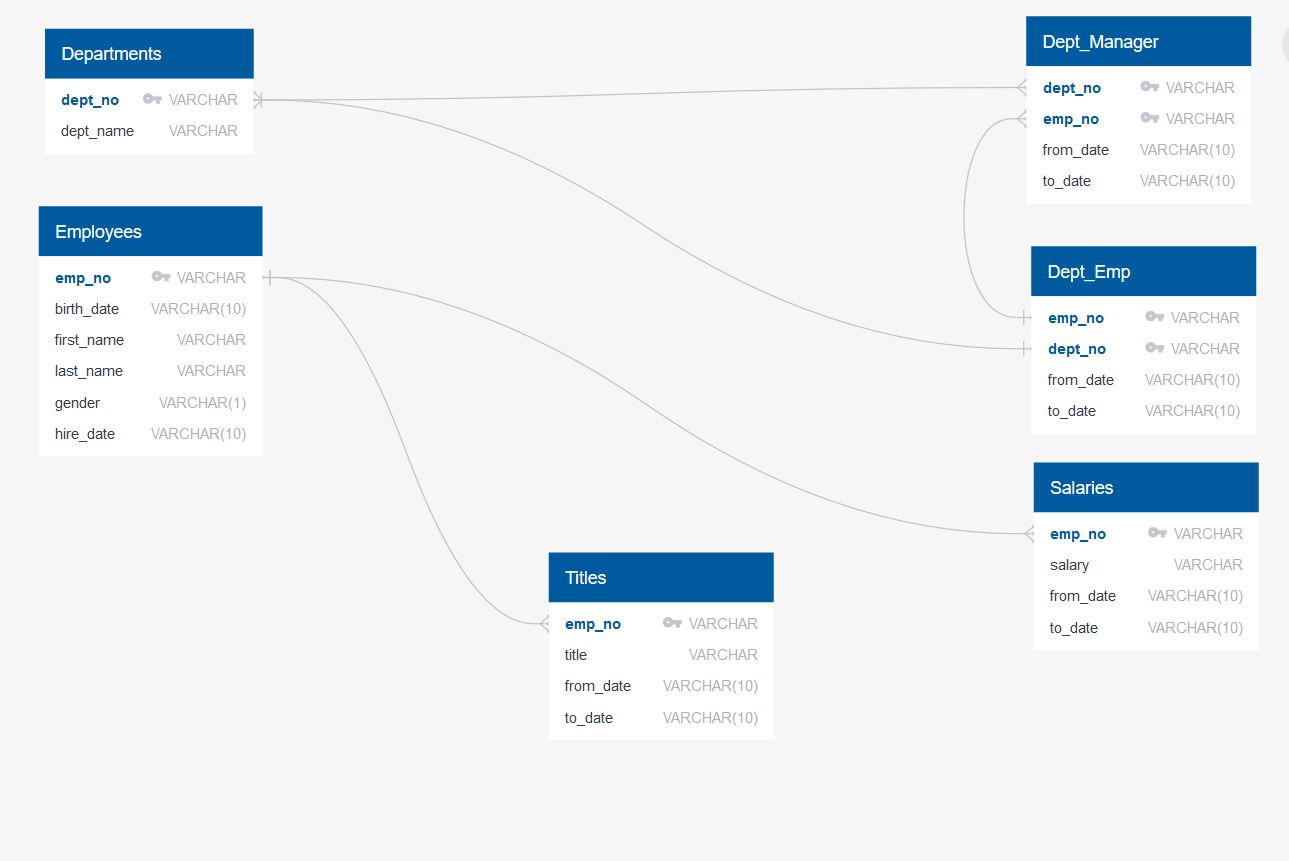 Departments
dept_no VARCHAR
dept_name VARCHAR
Employees
emp_no VARCHAR
birth_date VARCHAR(10)
first_name VARCHAR
last_name VARCHAR
gender VARCHAR(1)
hire_date VARCHAR(10)
Titles
emp_no VARCHAR
title VARCHAR
from_date VARCHAR(10)
to_date VARCHAR(10)
Dept_Manager
dept_no VARCHAR
emp_no VARCHAR
from_date VARCHAR(10)
to_date VARCHAR(10)
Dept_Emp
emp_no VARCHAR
dept_no VARCHAR
from_date VARCHAR(10)
to_date VARCHAR(10)
Salaries
emp_no VARCHAR
salary VARCHAR
from_date VARCHAR(10)
to_date VARCHAR(10)